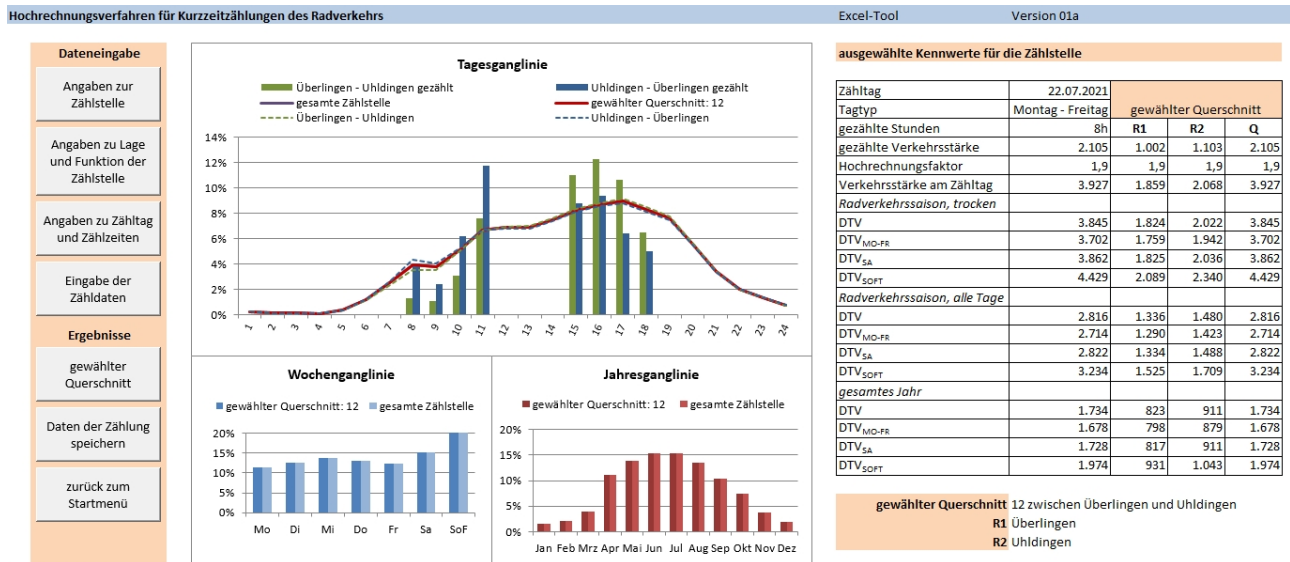 Hochrechnungsverfahren für Kurzzeitzählungen des Radverkehrs Excel-Tool Version 01a
Dateneingabe
Angaben zur
Zählstelle
Angaben zu Lage
und Funktion der
Zählstelle
Angaben zu Zähltag
und Zählzeiten
Eingabe der
Zähldaten
Ergebnisse
gewählter
Querschnitt
Daten der Zählung
speichern
zurück zum
Startmenü
Tagesganglinie
Überlingen - Uhldingen gezählt Uhldingen - Überlingen gezählt
gesamte Zählstelle gewählter Querschnitt: 12
Überlingen - Uhldingen Uhldingen - Überlingen
14%
12%
10%
8%
6%
4%
2%
0%
1 2 3 4 5 6 7 8 9 10 11 12 13 14 15 16 17 18 19 20 21 22 23 24
Wochenganglinie
gewählter Querschnitt: 12 gesamte Zählstelle
20%
15%
10%
5%
0%
Mo Di Mi Do Fr Sa SoF
Jahresganglinie
gewählter Querschnitt: 12 gesamte Zählstelle
20%
15%
10%
5%
0%
Jan Feb Mrz Apr Mai Jun Jul Aug Sep Okt Nov Dez
ausgewählte Kennwerte für die Zählstelle
Zähltag 22.07.2021
Tagtyp Montag - Freitag gewählter Querschnitt
gezählte Stunden 8h R1 R2 Q
gezählte Verkehrsstärke 2.105 1.002 1.103 2.105
Hochrechnungsfaktor 1,9 1,9 1,9 1,9
Verkehrsstärke am Zähltag 3.927 1.859 2.068 3.927
Radverkehrssaison, trocken
DTV 3.845 1.824 2.022 3.845
DTVMO-FR 3.702 1.759 1.942 3.702
DTVSA 3.862 1.825 2.036 3.862
DTVSOFT 4.429 2.089 2.340 4.429
Radverkehrssaison, alle Tage
DTV 2.816 1.336 1.480 2.816
DTVMO-FR 2.714 1.290 1.423 2.714
DTVSA 2.822 1.334 1.488 2.822
DTVSOFT 3.234 1.525 1.709 3.234
gesamtes Jahr
DTV 1.734 823 911 1.734
DTVMO-FR 1.678 798 879 1.678
DTVSA 1.728 817 911 1.728
DTVSOFT 1.974 931 1.043 1.974
gewählter Querschnitt 12 zwischen Überlingen und Uhldingen
R1 Überlingen
R2 Uhldingen